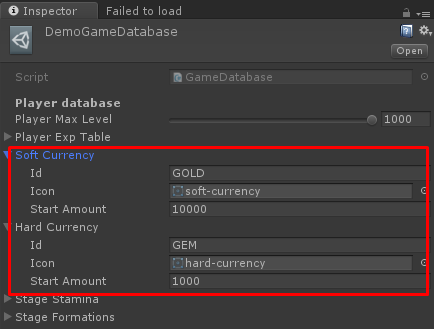 Inspector Failed to load
DemoGameDatabase
Open
Script GameDatabase
Player database
Player Max Level 1000
Player Exp Table
Soft Currency
Id GOLD
Icon soft-currency
Start Amount 10000
Hard Currency
Id GEM
Icon hard-currency
Start Amount 1000
Stage Stamina
Stage Formations